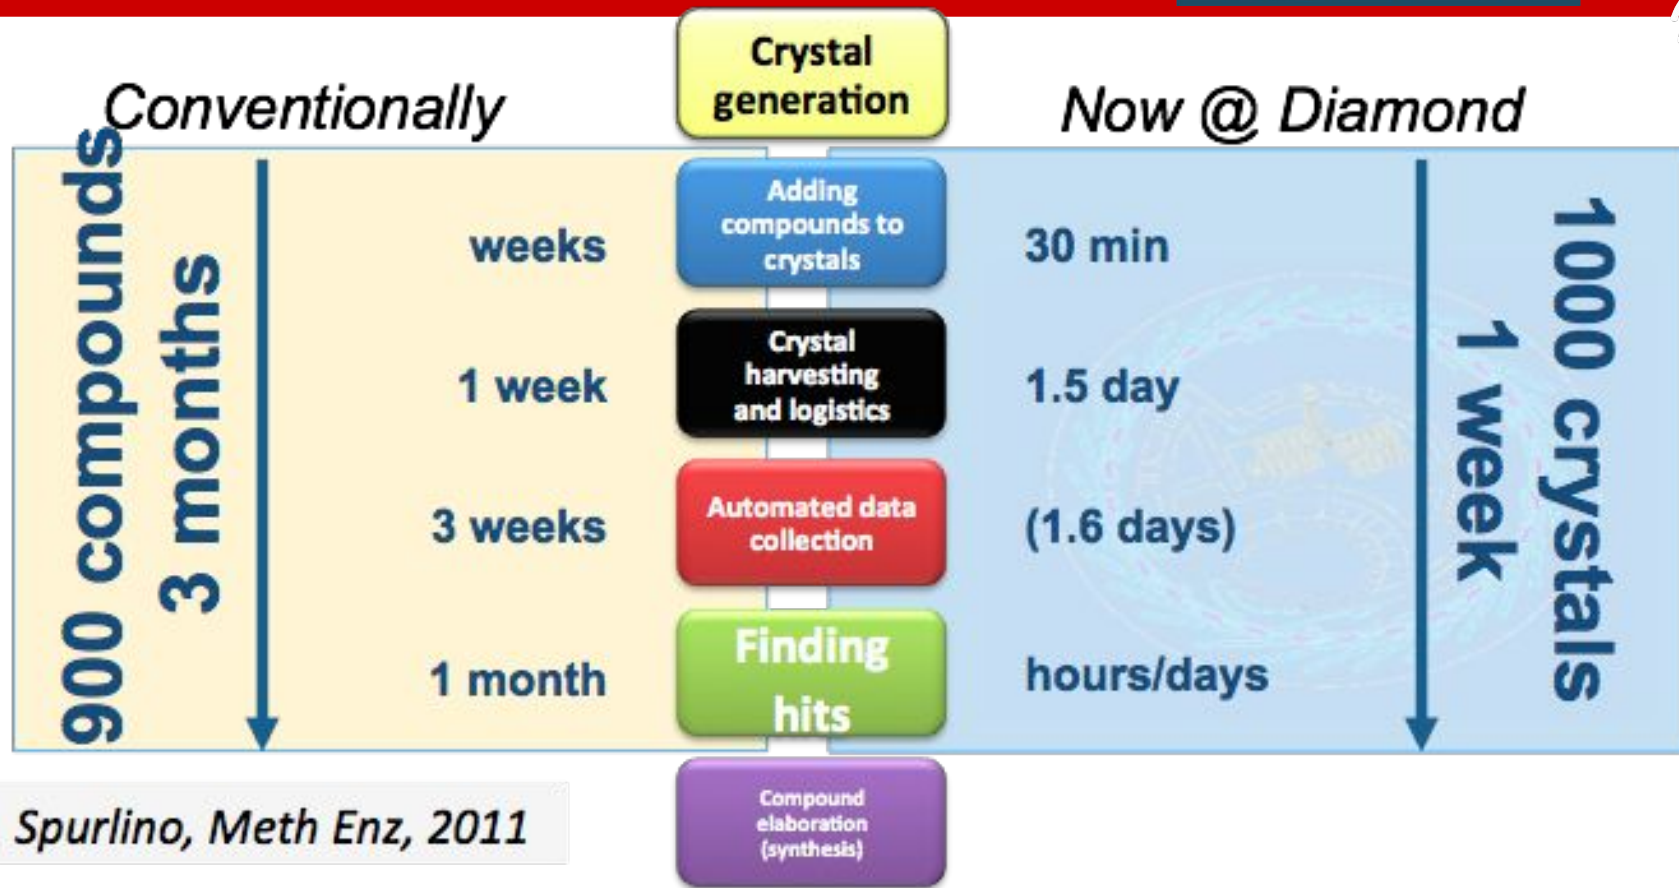 Crystal
generation
Conventionally
Now @ Diamond
900 compounds
3 months
weeks
Adding
compounds to
crystals
30 min
1 week
Crystal
harvesting
and logistics
1.5 day
3 weeks
Automated data
collection
(1.6 days)
1 month
Finding
hits
hours/days
1000 crystals
1 week
Compound
elaboration
(synthesis)
Spurlino, Meth Enz, 2011